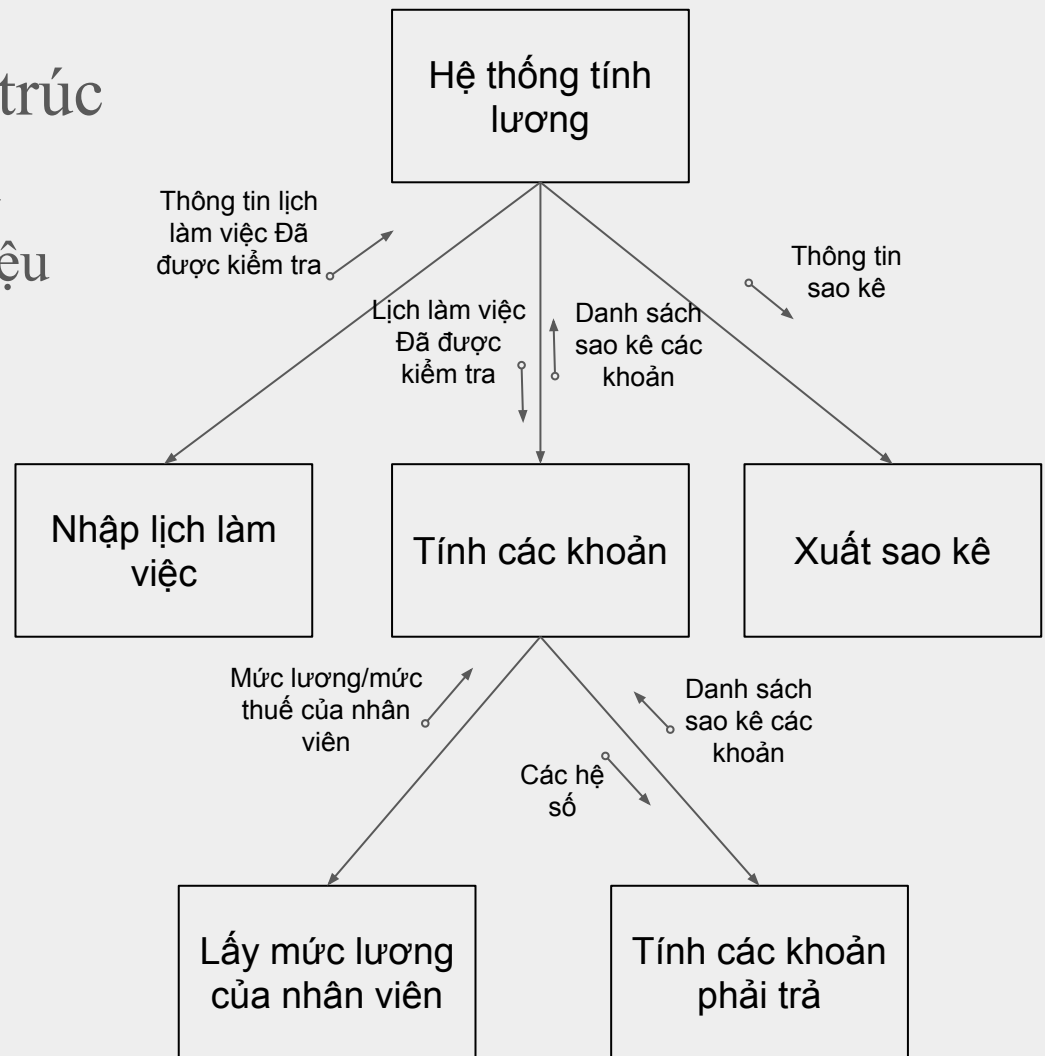 trúc
Hệ thống tính
lương
Thông tin lịch
làm việc Đã
được kiểm tra
Thông tin
sao kê
Lịch làm việc
Đã được
kiểm tra
Danh sách
sao kê các
khoản
Nhập lịch làm
việc
Tính các khoản
Xuất sao kê
Mức lương/mức
thuế của nhân
viên
Danh sách
sao kê các
khoản
Các hệ
số
Lấy mức lương
của nhân viên
Tính các khoản
phải trả